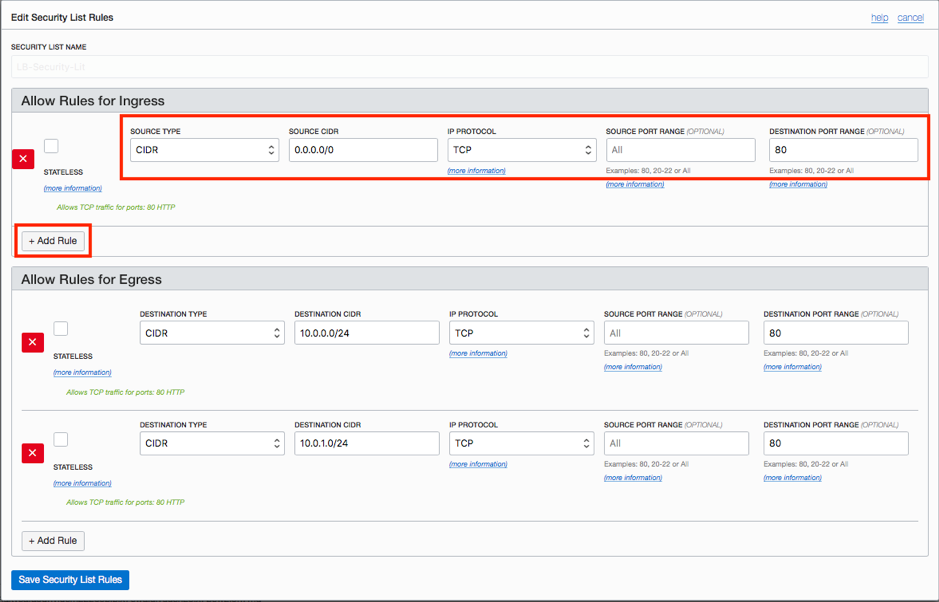 Edit Security List Rules help cancel
SECURITY LIST NAME
LB-Security-Lit
Allow Rules for Ingress
SOURCE TYPE SOURCE CIDR IP PROTOCOL SOURCE PORT RANGE (OPTIONAL) DESTINATION PORT RANGE (OPTIONAL)
CIDR 0.0.0.0/0 TCP All 80
STATELESS (more information) Examples: 80, 20-22 or All Examples: 80, 20-22 or All
(more information) (more information) (more information)
Allows TCP traffic for ports: 80 HTTP
+ Add Rule
Allow Rules for Egress
DESTINATION TYPE DESTINATION CIDR IP PROTOCOL SOURCE PORT RANGE (OPTIONAL) DESTINATION PORT RANGE (OPTIONAL)
CIDR 10.0.0.0/24 TCP All 80
STATELESS (more information) Examples: 80, 20-22 or All Examples: 80, 20-22 or All
(more information) (more information) (more information)
Allows TCP traffic for ports: 80 HTTP
DESTINATION TYPE DESTINATION CIDR IP PROTOCOL SOURCE PORT RANGE (OPTIONAL) DESTINATION PORT RANGE (OPTIONAL)
CIDR 10.0.1.0/24 TCP All 80
STATELESS (more information) Examples: 80, 20-22 or All Examples: 80, 20-22 or All
(more information) (more information) (more information)
Allows TCP traffic for ports: 80 HTTP
+ Add Rule
Save Security List Rules